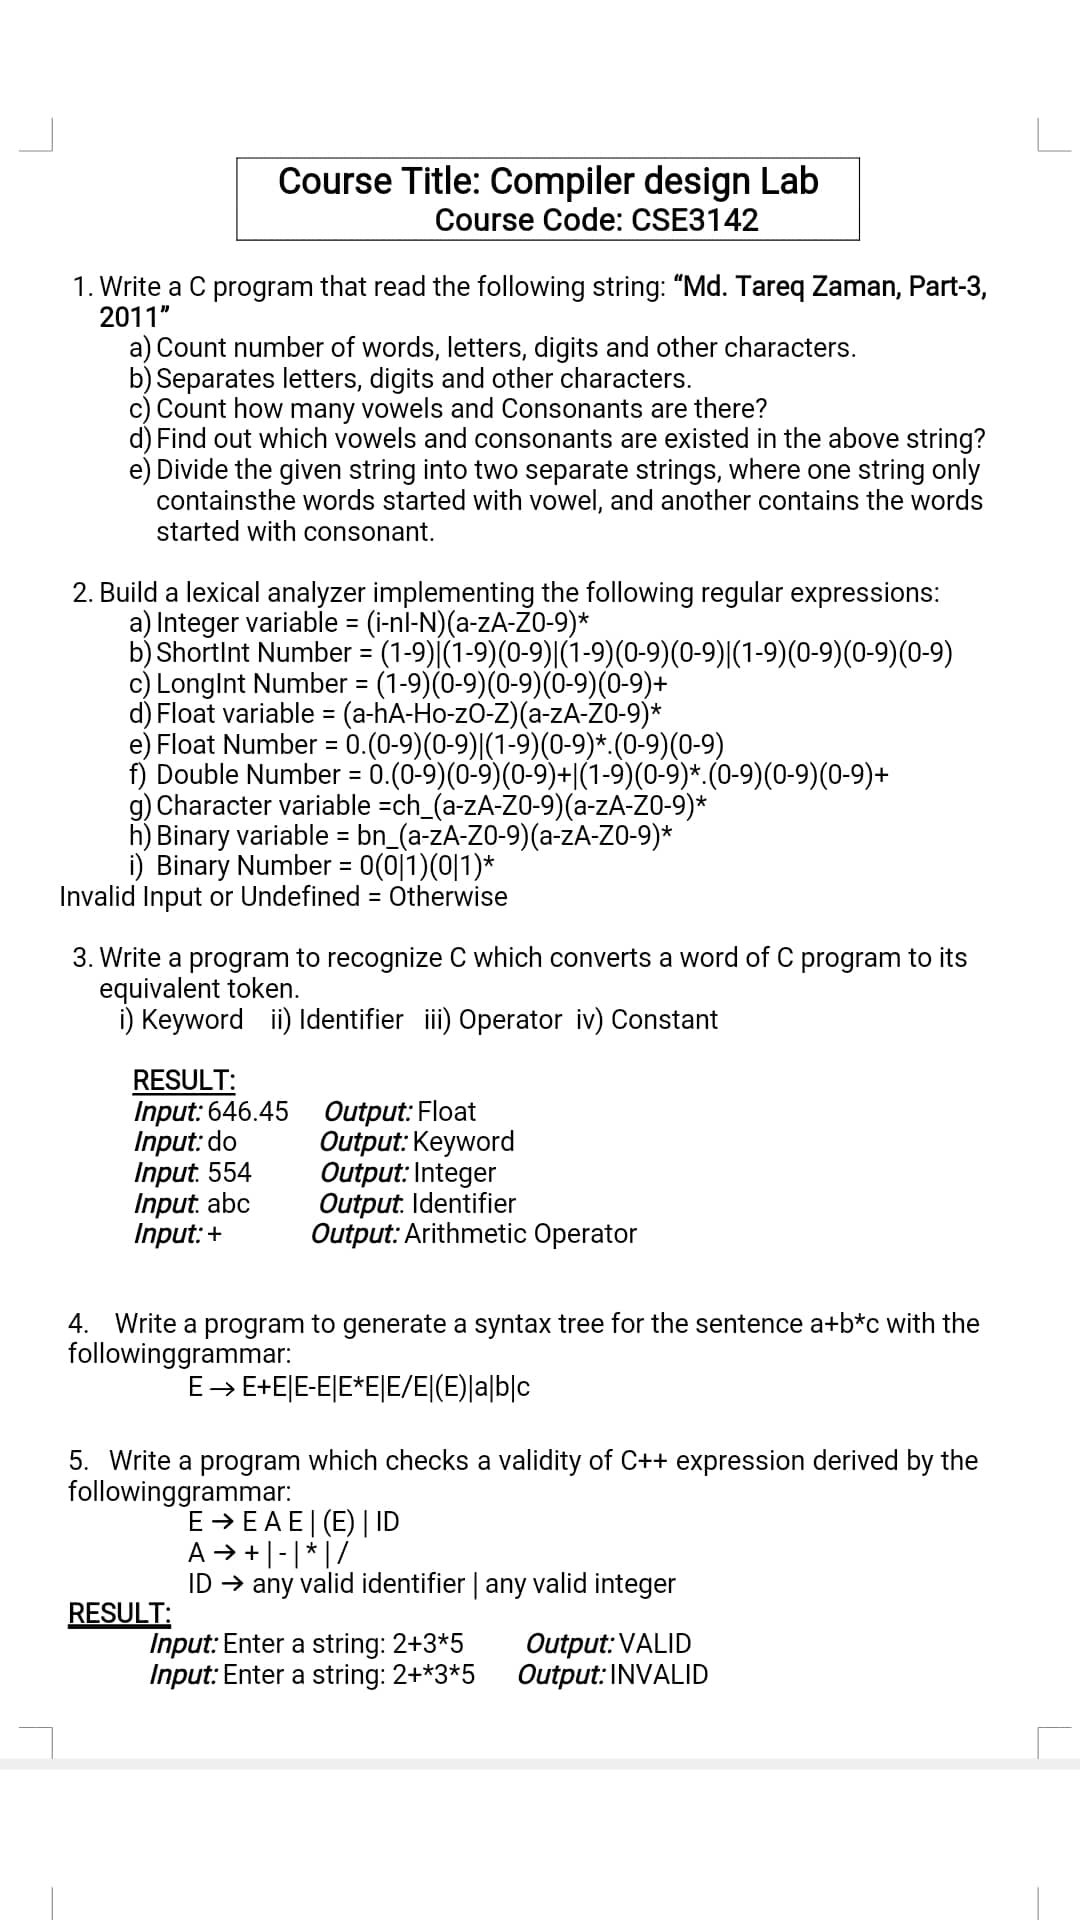 Course Title: Compiler design Lab
Course Code: CSE3142
1. Write a C program that read the following string: “Md. Tareq Zaman, Part-3,
2011”
a) Count number of words, letters, digits and other characters.
b) Separates letters, digits and other characters.
c) Count how many vowels and Consonants are there?
d) Find out which vowels and consonants are existed in the above string?
e) Divide the given string into two separate strings, where one string only
containsthe words started with vowel, and another contains the words
started with consonant.
2. Build a lexical analyzer implementing the following regular expressions:
a) Integer variable = (i-nI-N)(a-zA-Z0-9)*
b) ShortInt Number = (1-9)|(1-9)(0-9)|(1-9)(0-9)(0-9)|(1-9)(0-9)(0-9)(0-9)
c) LongInt Number = (1-9)(0-9)(0-9)(0-9)(0-9)+
d) Float variable = (a-hA-Ho-zO-Z)(a-zA-Z0-9)*
e) Float Number = 0.(0-9)(0-9)|(1-9)(0-9)*.(0-9)(0-9)
f) Double Number = 0.(0-9)(0-9)(0-9)+|(1-9)(0-9)*.(0-9)(0-9)(0-9)+
g) Character variable =ch_(a-zA-Z0-9)(a-zA-Z0-9)*
h) Binary variable = bn_(a-zA-Z0-9)(a-zA-Z0-9)*
i) Binary Number = 0(0|1)(0|1)*
Invalid Input or Undefined = Otherwise
3. Write a program to recognize C which converts a word of C program to its
equivalent token.
i) Keyword ii) Identifier iii) Operator iv) Constant
RESULT:
Input: 646.45 Output: Float
Input: do Output: Keyword
Input: 554 Output: Integer
Input: abc Output: Identifier
Input: + Output: Arithmetic Operator
4. Write a program to generate a syntax tree for the sentence a+b*c with the
followinggrammar:
E → E+E|E-E|E*E|E/E|(E)|a|b|c
5. Write a program which checks a validity of C++ expression derived by the
followinggrammar:
E → E A E | (E) | ID
A → + | - | * | /
ID → any valid identifier | any valid integer
RESULT:
Input: Enter a string: 2+3*5 Output: VALID
Input: Enter a string: 2+*3*5 Output: INVALID